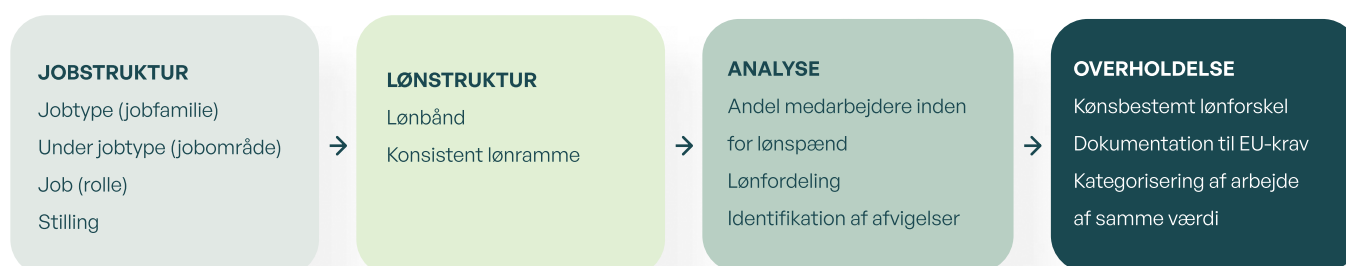 JOBSTRUKTUR
Jobtype (jobfamilie)
Under jobtype (jobområde)
Job (rolle)
Stilling
LØNSTRUKTUR
Lønbånd
Konsistent lønramme
ANALYSE
Andel medarbejdere inden
for lønspænd
Lønfordeling
Identifikation af afvigelser
OVERHOLDELSE
Kønsbestemt lønforskel
Dokumentation til EU-krav
Kategorisering af arbejde
af samme værdi